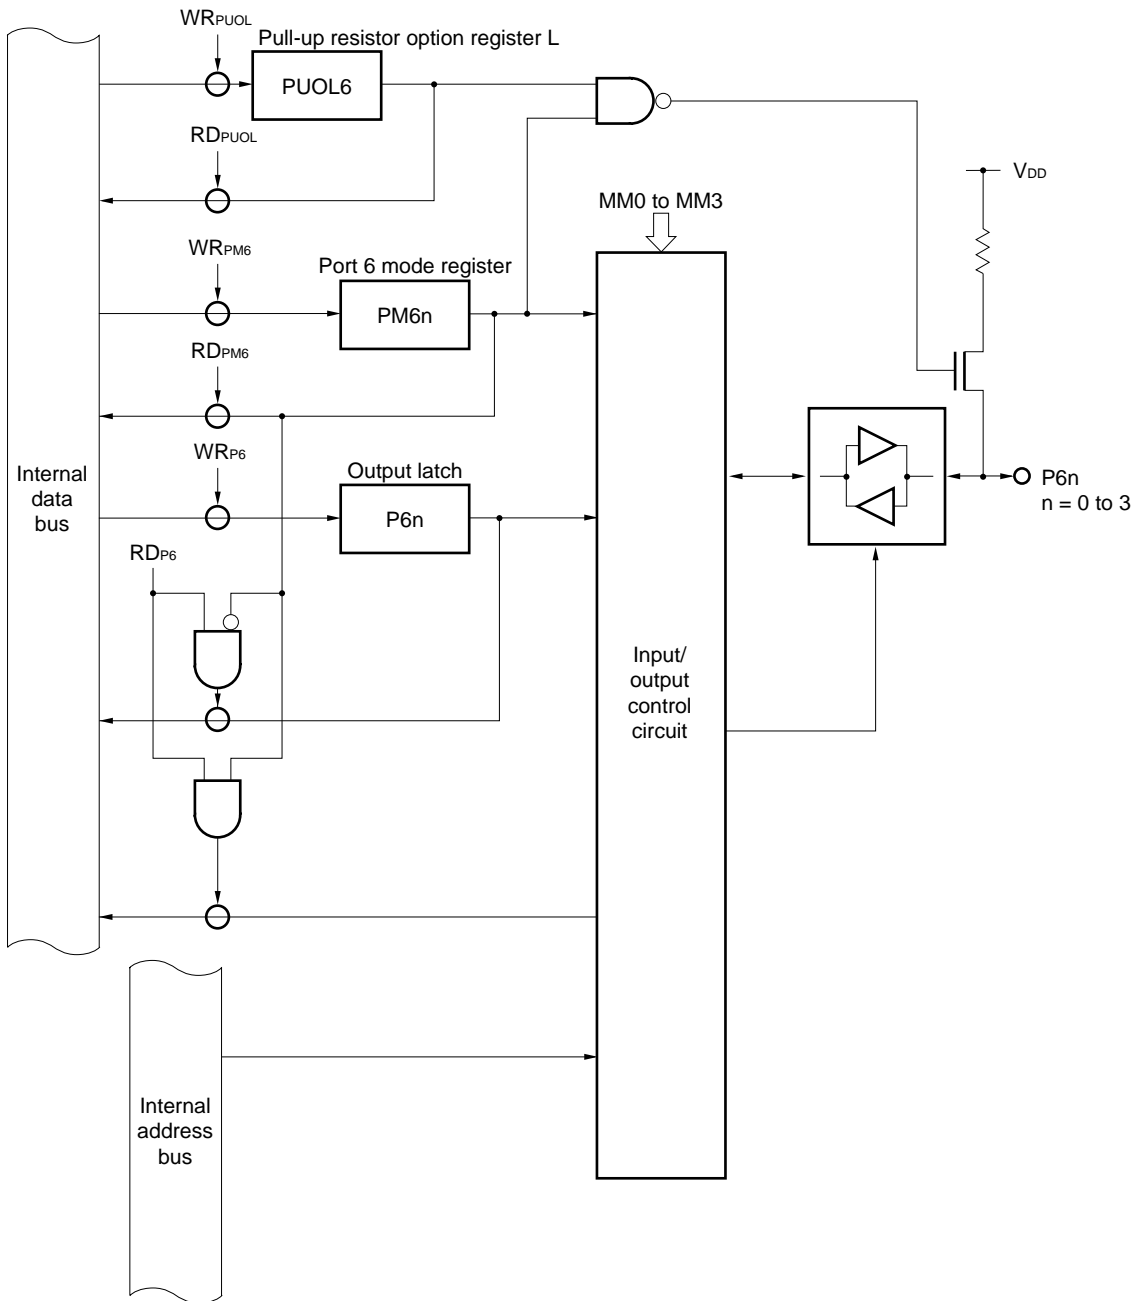 WRPUOL
Pull-up resistor option register L
PUOL6
RDPUOL
VDD
MM0 to MM3
WRPM6
Port 6 mode register
PM6n
RDPM6
WRP6
Output latch
P6n
Internal
data
bus
P6n
n = 0 to 3
RDP6
Input/
output
control
circuit
Internal
address
bus